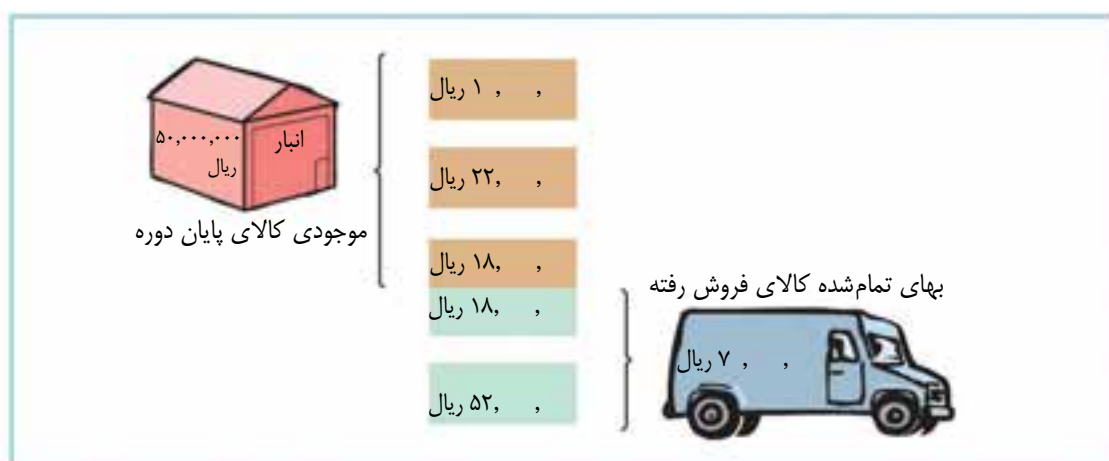 ۱ , , ریال
انبار
۵۰,۰۰۰,۰۰۰
ریال
۲۲, , ریال
موجودی کالای پایان دوره
۱۸, , ریال
بهای تمام‌شده کالای فروش رفته
۱۸, , ریال
۷ , , ریال
۵۲, , ریال